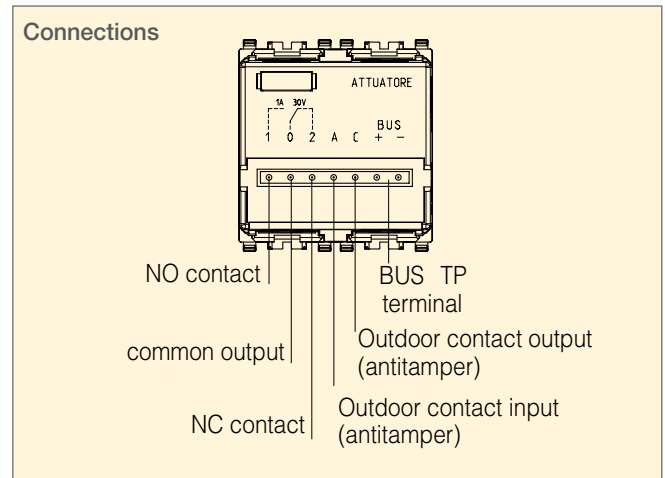 Connections
ATTUATORE
1A 30V
BUS
1 0 2 A C + -
NO contact
BUS TP
terminal
common output
Outdoor contact output
(antitamper)
NC contact
Outdoor contact input
(antitamper)